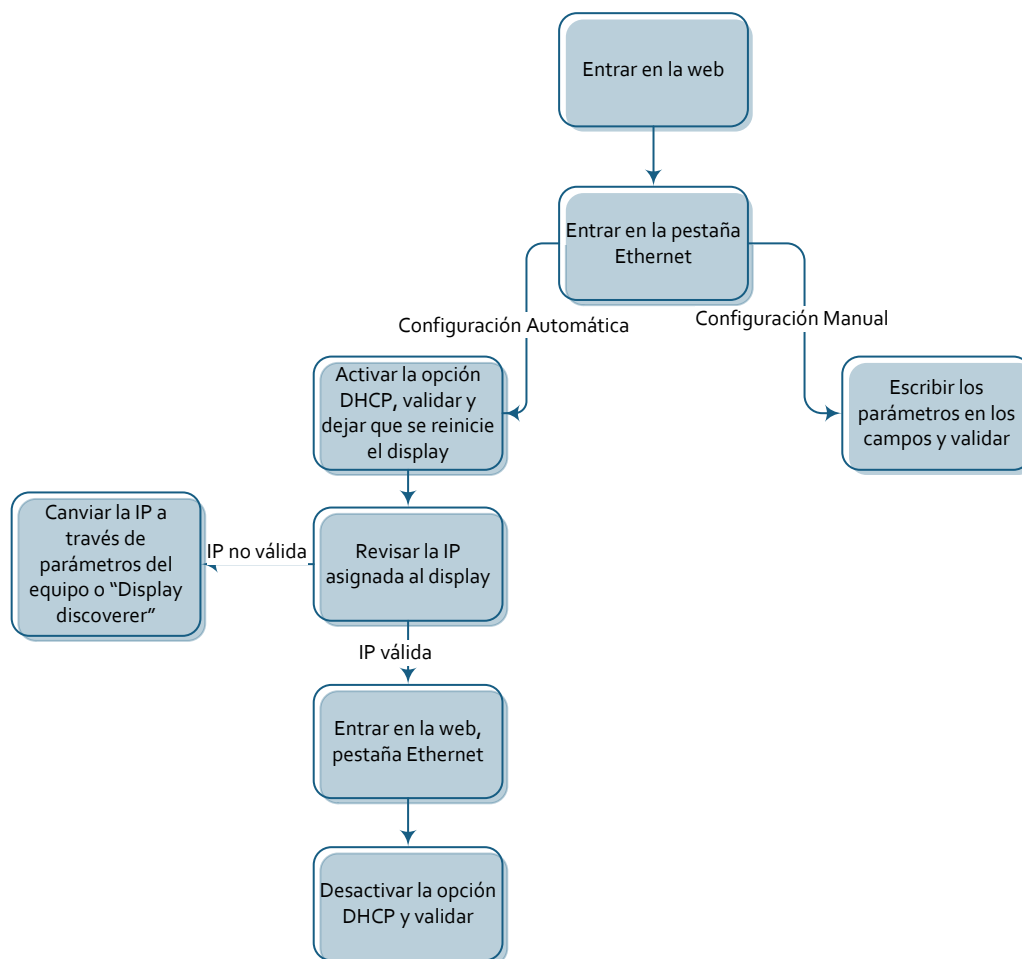 Entrar en la web
Entrar en la pestaña
Ethernet
Configuración Automática
Configuración Manual
Activar la opción
DHCP, validar y
dejar que se reinicie
el display
Escribir los
parámetros en los
campos y validar
Canviar la IP a
través de
parámetros del
equipo o “Display
discoverer”
IP no válida
Revisar la IP
asignada al display
IP válida
Entrar en la web,
pestaña Ethernet
Desactivar la opción
DHCP y validar